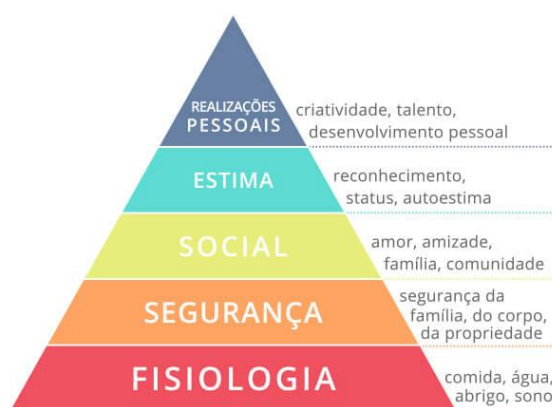 REALIZAÇÕES
PESSOAIS
criatividade, talento,
desenvolvimento pessoal
ESTIMA
reconhecimento,
status, autoestima
SOCIAL
amor, amizade,
família, comunidade
SEGURANÇA
segurança da
família, do corpo,
da propriedade
FISIOLOGIA
comida, água,
abrigo, sono